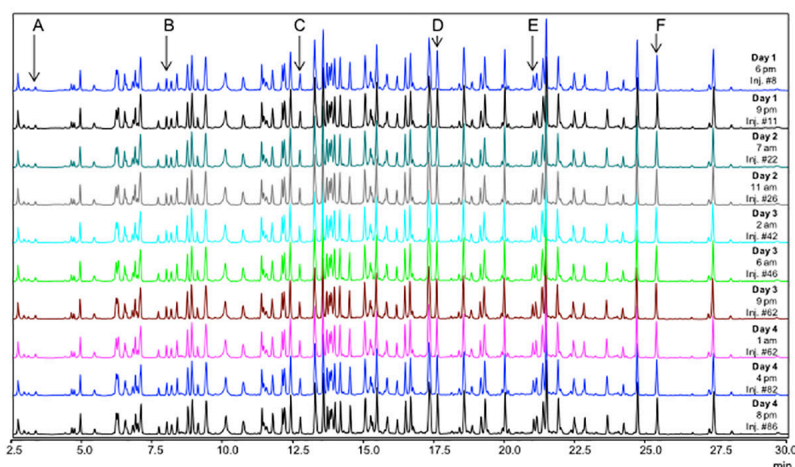 A B C D E F
Day 1
6 pm
Inj. #8
Day 1
9 pm
Inj. #11
Day 2
7 am
Inj. #22
Day 2
11 am
Inj. #26
Day 3
2 am
Inj. #42
Day 3
6 am
Inj. #46
Day 3
9 pm
Inj. #62
Day 4
1 am
Inj. #62
Day 4
4 pm
Inj. #82
Day 4
8 pm
Inj. #86
2.5 5.0 7.5 10.0 12.5 15.0 17.5 20.0 22.5 25.0 27.5 30.0
min